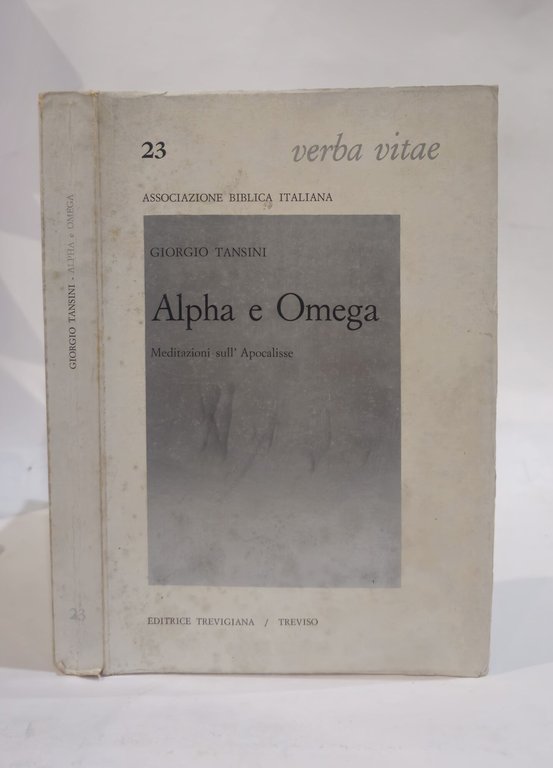 GIORGIO TANSINI - ALPHA e OMEGA
23
23
verba vitae
ASSOCIAZIONE BIBLICA ITALIANA
GIORGIO TANSINI
Alpha e Omega
Meditazioni sull' Apocalisse
EDITRICE TREVIGIANA / TREVISO